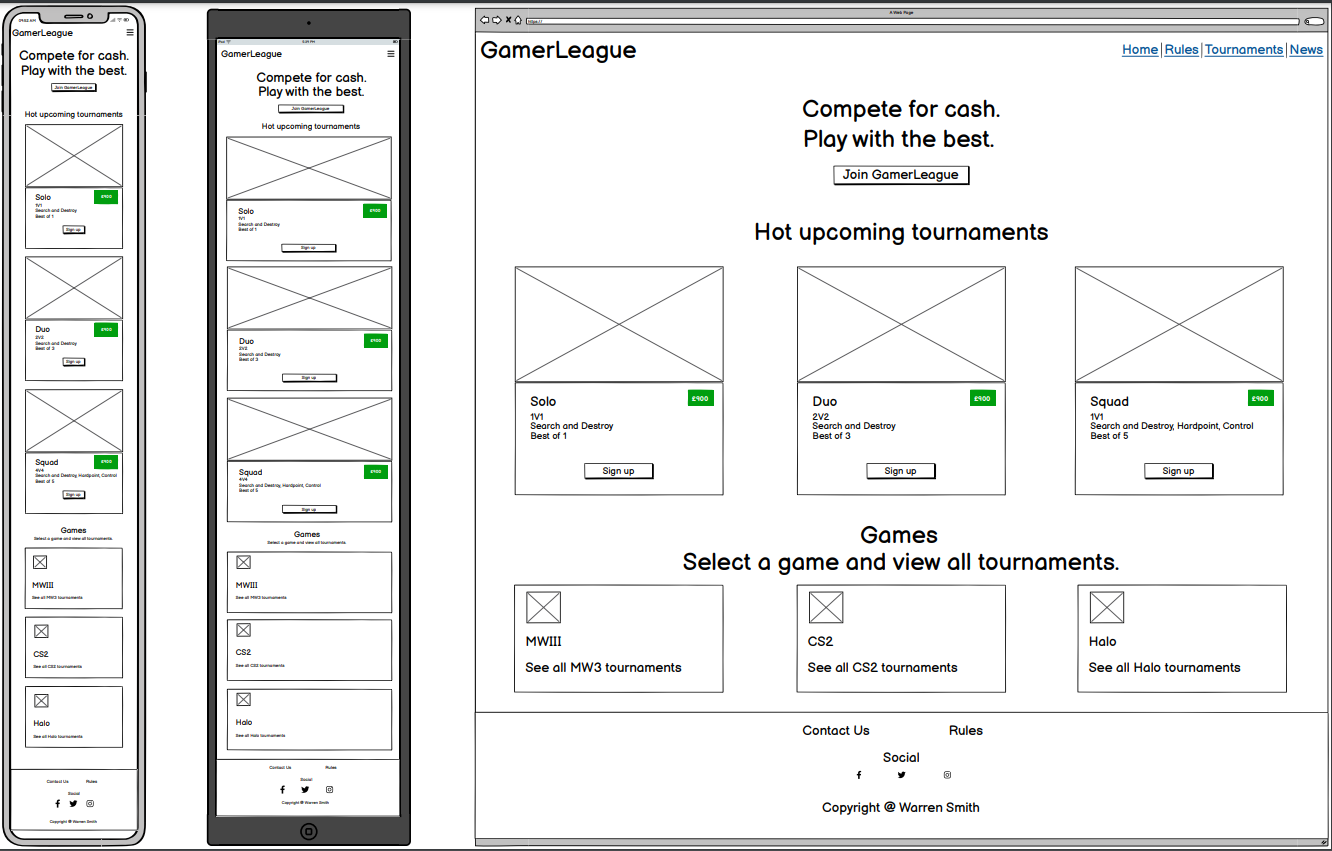 09:02 AM
GamerLeague
Compete for cash.
Play with the best.
Join GamerLeague
Hot upcoming tournaments
Solo
£900
1V1
Search and Destroy
Best of 1
Sign up
Duo
£900
2V2
Search and Destroy
Best of 3
Sign up
Squad
£900
4V4
Search and Destroy, Hardpoint, Control
Best of 5
Sign up
Games
Select a game and view all tournaments.
MWIII
See all MW3 tournaments
CS2
See all CS2 tournaments
Halo
See all Halo tournaments
Contact Us Rules
Social
Copyright @ Warren Smith
iPad
GamerLeague
Compete for cash.
Play with the best.
Join GamerLeague
Hot upcoming tournaments
Solo
£900
1V1
Search and Destroy
Best of 1
Sign up
Duo
£900
2V2
Search and Destroy
Best of 3
Sign up
Squad
£900
4V4
Search and Destroy, Hardpoint, Control
Best of 5
Sign up
Games
Select a game and view all tournaments.
MWIII
See all MW3 tournaments
CS2
See all CS2 tournaments
Halo
See all Halo tournaments
Contact Us Rules
Social
Copyright @ Warren Smith
A Web Page
https://
GamerLeague
Home | Rules | Tournaments | News
Compete for cash.
Play with the best.
Join GamerLeague
Hot upcoming tournaments
Solo
£900
1V1
Search and Destroy
Best of 1
Sign up
Duo
£900
2V2
Search and Destroy
Best of 3
Sign up
Squad
£900
1V1
Search and Destroy, Hardpoint, Control
Best of 5
Sign up
Games
Select a game and view all tournaments.
MWIII
See all MW3 tournaments
CS2
See all CS2 tournaments
Halo
See all Halo tournaments
Contact Us Rules
Social
Copyright @ Warren Smith